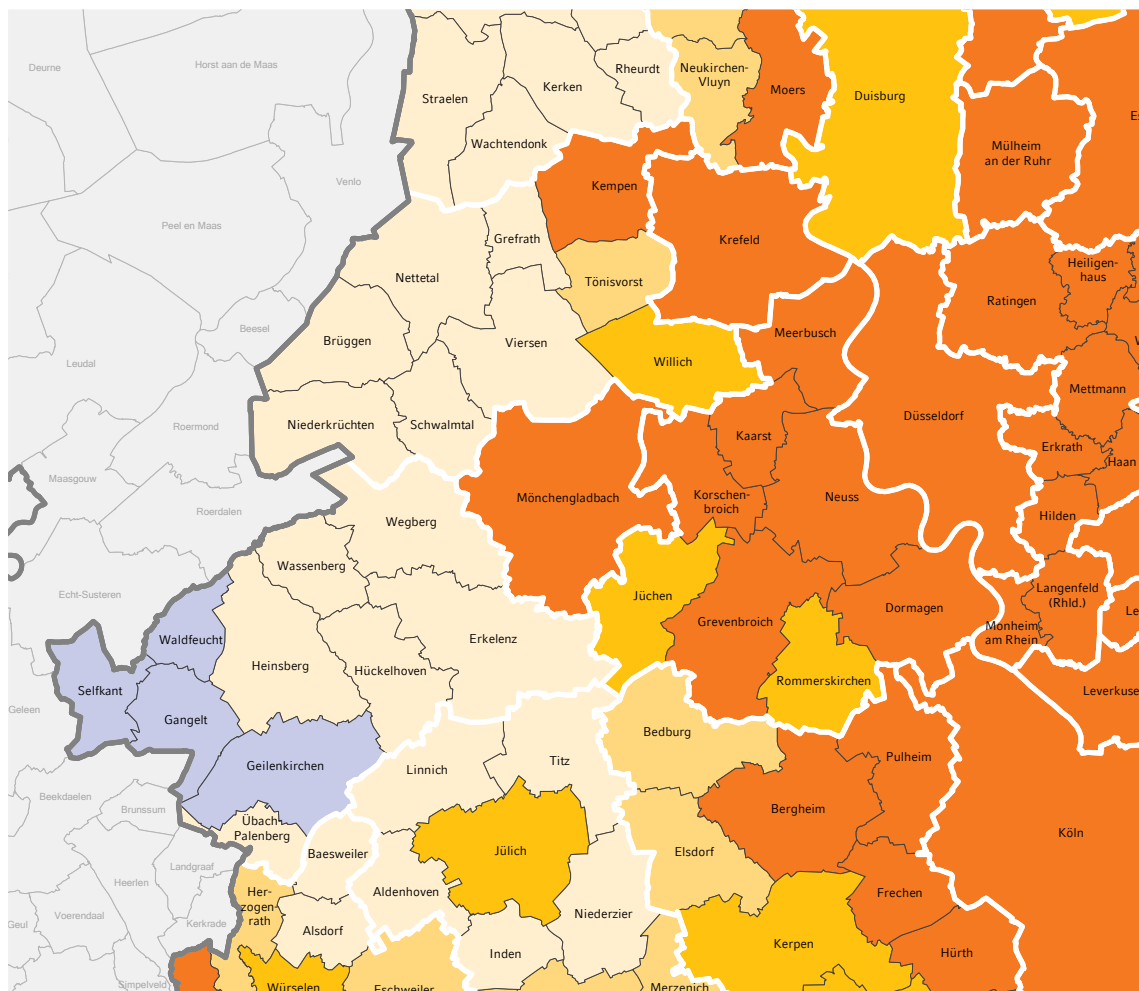 Deurne
Horst aan de Maas
Straelen
Kerken
Rheurdt
Neukirchen-
Vluyn
Moers
Duisburg
Mülheim
an der Ruhr
Wachtendonk
Venlo
Kempen
Peel en Maas
Grefrath
Krefeld
Nettetal
Tönisvorst
Heiligen-
haus
Ratingen
Beesel
Brüggen
Viersen
Willich
Meerbusch
Leudal
Mettmann
Düsseldorf
Roermond
Niederkrüchten
Schwalmtal
Kaarst
Erkrath
Haan
Maasgouw
Mönchengladbach
Korschen-
broich
Neuss
Roerdalen
Wegberg
Hilden
Wassenberg
Echt-Susteren
Jüchen
Langenfeld
(Rhld.)
Grevenbroich
Dormagen
Monheim
am Rhein
Waldfeucht
Erkelenz
Heinsberg
Hückelhoven
Selfkant
Rommerskirchen
Geleen
Gangelt
Leverkuse
Bedburg
Geilenkirchen
Linnich
Titz
Pulheim
Beekdaelen
Brunssum
Bergheim
Übach-
Palenberg
Köln
Baesweiler
Jülich
Elsdorf
Landgraaf
Heerlen
Aldenhoven
Her-
zogen-
rath
Frechen
Voerendaal
Niederzier
Geul
Kerkrade
Alsdorf
Kerpen
Inden
Hürth
Simpelveld
Würselen
Eschweiler
Merzenich